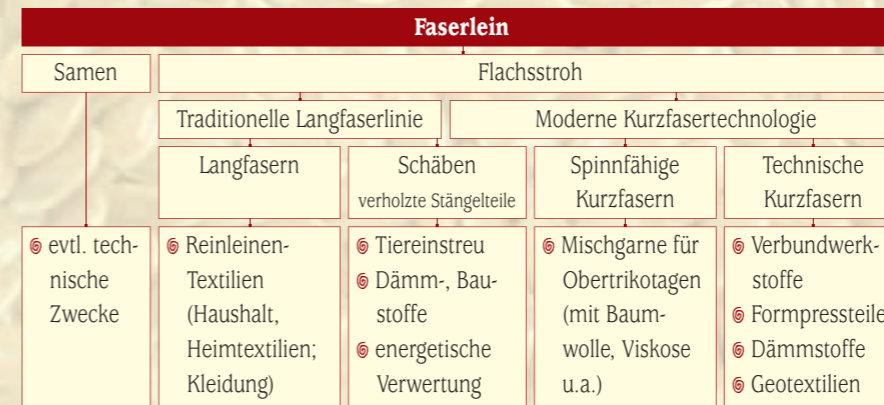 Faserlein
Samen
Flachsstroh
Traditionelle Langfaserlinie
Moderne Kurzfasertechnologie
Langfasern
Schäben
verholzte Stängelteile
Spinnfähige
Kurzfasern
Technische
Kurzfasern
evtl. tech-
nische
Zwecke
Reinleinen-
Textilien
(Haushalt,
Heimtextilien;
Kleidung)
Tiereinstreu
Dämm-, Bau-
stoffe
energetische
Verwertung
Mischgarne für
Obertrikotagen
(mit Baum-
wolle, Viskose
u.a.)
Verbundwerk-
stoffe
Formpressteile
Dämmstoffe
Geotextilien